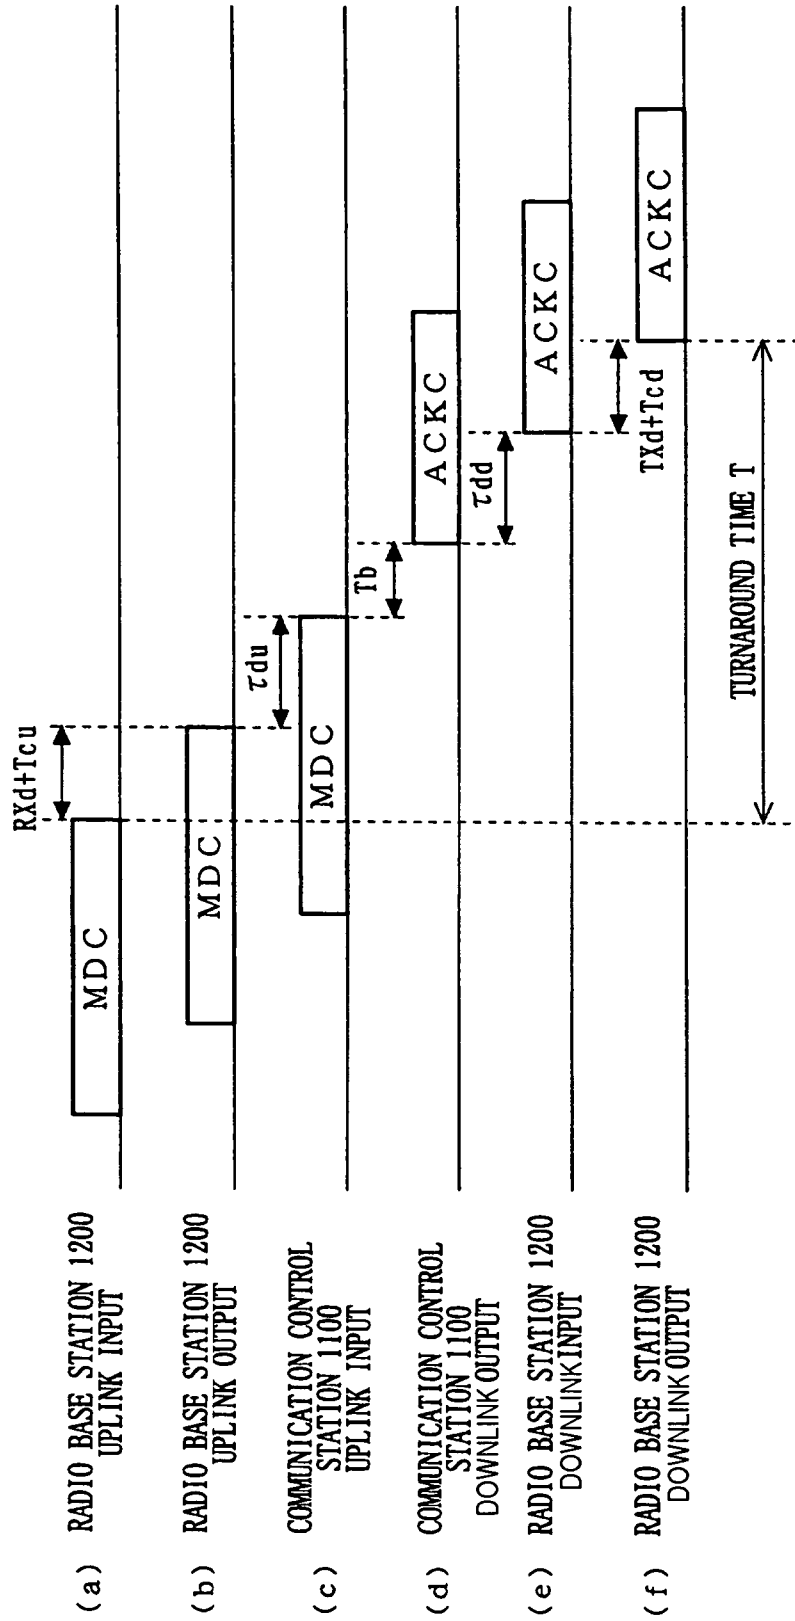 (a) RADIO BASE STATION 1200
UPLINK INPUT
MDC
RXd+Tcu
(b) RADIO BASE STATION 1200
UPLINK OUTPUT
MDC
τdu
(c) COMMUNICATION CONTROL
STATION 1100
UPLINK INPUT
MDC
Tb
(d) COMMUNICATION CONTROL
STATION 1100
DOWNLINK OUTPUT
ACKC
τdd
(e) RADIO BASE STATION 1200
DOWNLINK INPUT
ACKC
TXd+Tcd
(f) RADIO BASE STATION 1200
DOWNLINK OUTPUT
ACKC
TURNAROUND TIME T